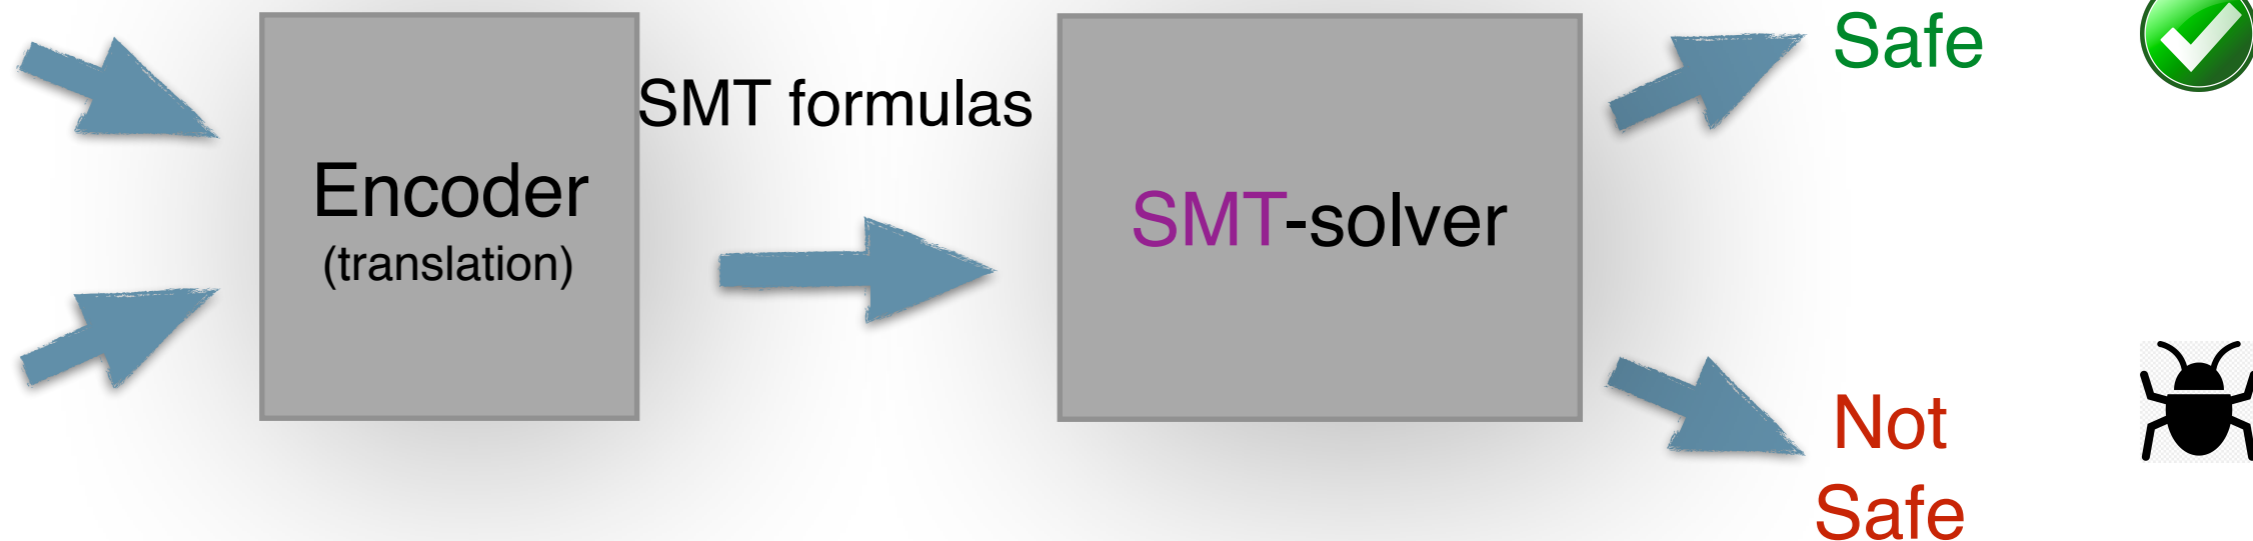 Encoder
(translation)
SMT formulas
SMT-solver
Safe
Not
Safe